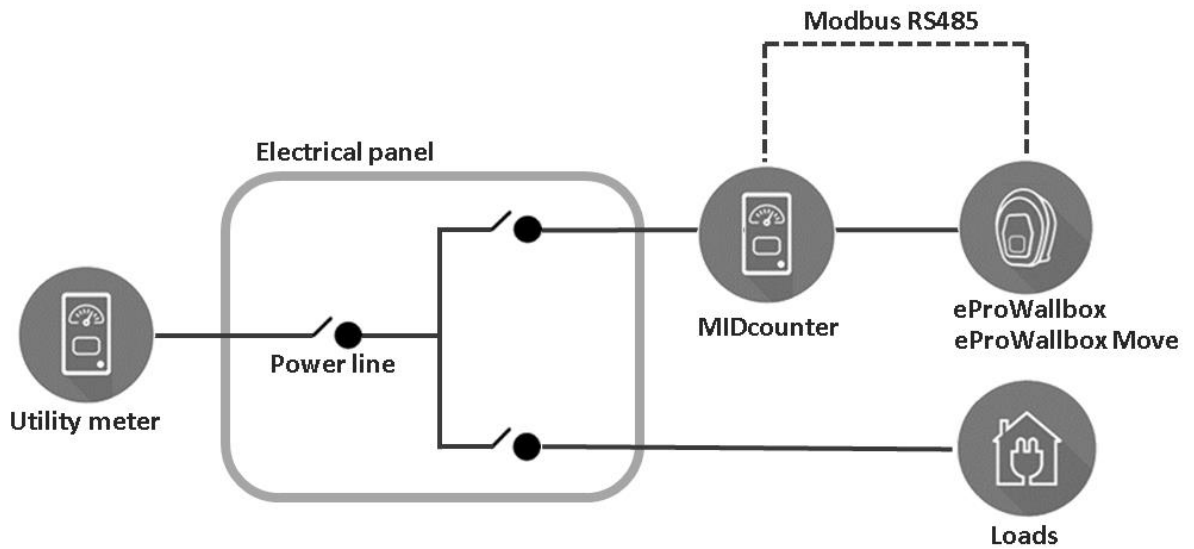 Modbus RS485
Electrical panel
MIDcounter
eProWallbox
eProWallbox Move
Power line
Utility meter
Loads